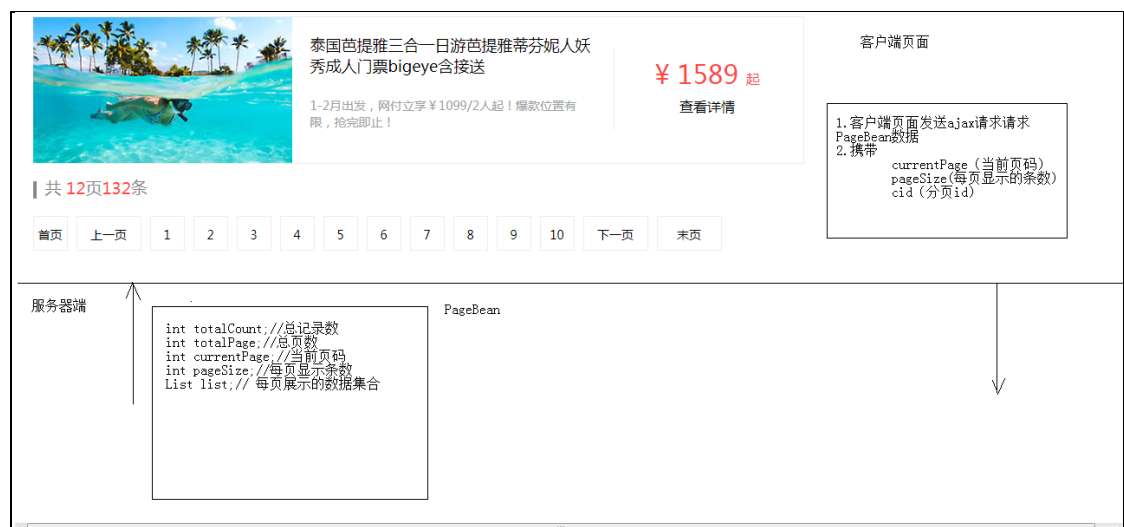 泰国芭提雅三合一日游芭提雅蒂芬妮人妖
秀成人门票bigeye含接送
1-2月出发，网付立享￥1099/2人起！爆款位置有
限，抢完即止！
¥ 1589 起
查看详情
共 12页132条
首页 上一页 1 2 3 4 5 6 7 8 9 10 下一页 末页
客户端页面
1.客户端页面发送ajax请求请求
PageBean数据
2.携带
currentPage（当前页码）
pageSize(每页显示的条数)
cid（分页id）
服务器端
PageBean
int totalCount;//总记录数
int totalPage;//总页数
int currentPage;//当前页码
int pageSize;//每页显示条数
List list;// 每页展示的数据集合